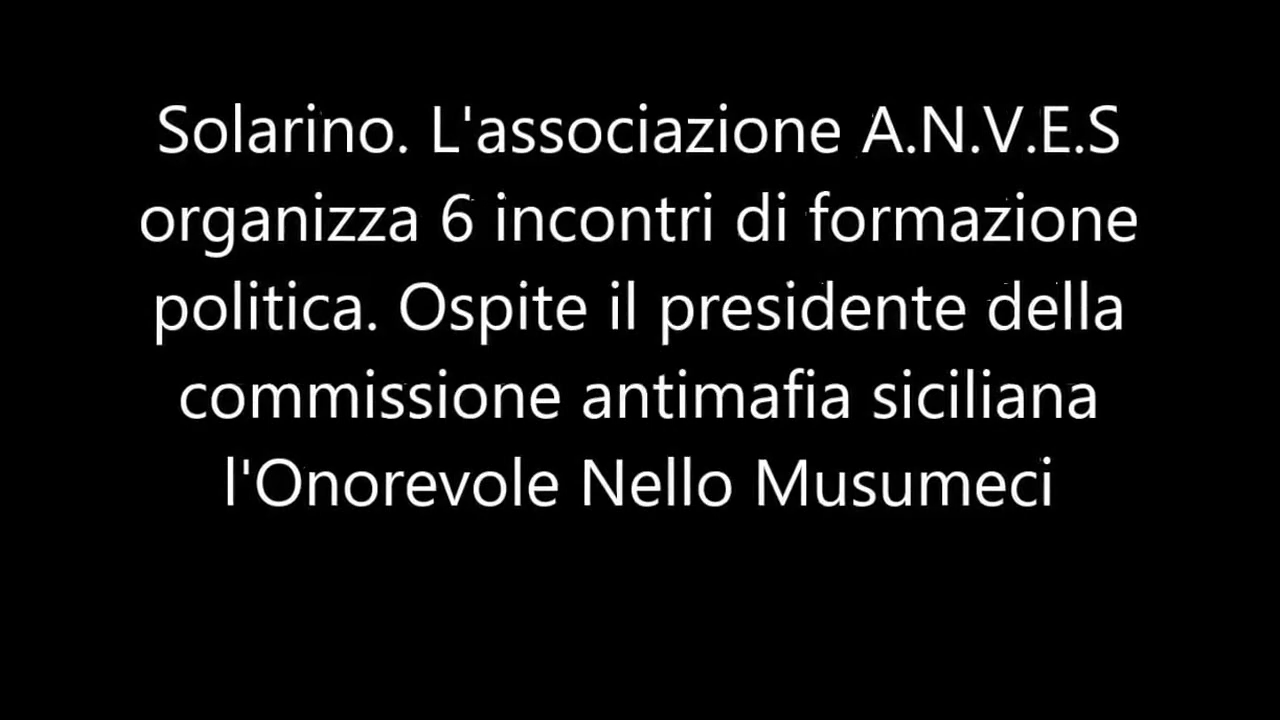 Solarino. L'associazione A.N.V.E.S
organizza 6 incontri di formazione
politica. Ospite il presidente della
commissione antimafia siciliana
l'Onorevole Nello Musumeci